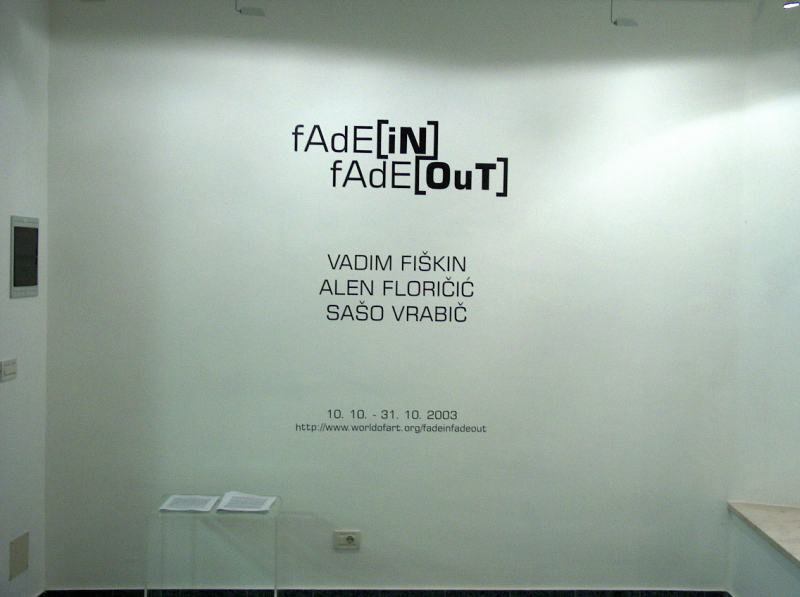 fAdE[iN]
fAdE[OuT]
VADIM FIŠKIN
ALEN FLORIČIĆ
SAŠO VRABIČ
10. 10. - 31. 10. 2003
http://www.worldofart.org/fadeinfadeout